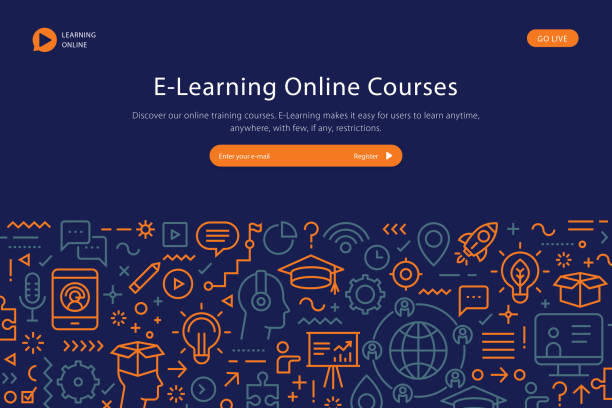 LEARNING
ONLINE
GO LIVE
E-Learning Online Courses
Discover our online training courses. E-Learning makes it easy for users to learn anytime,
anywhere, with few, if any, restrictions.
Enter your e-mail
Register